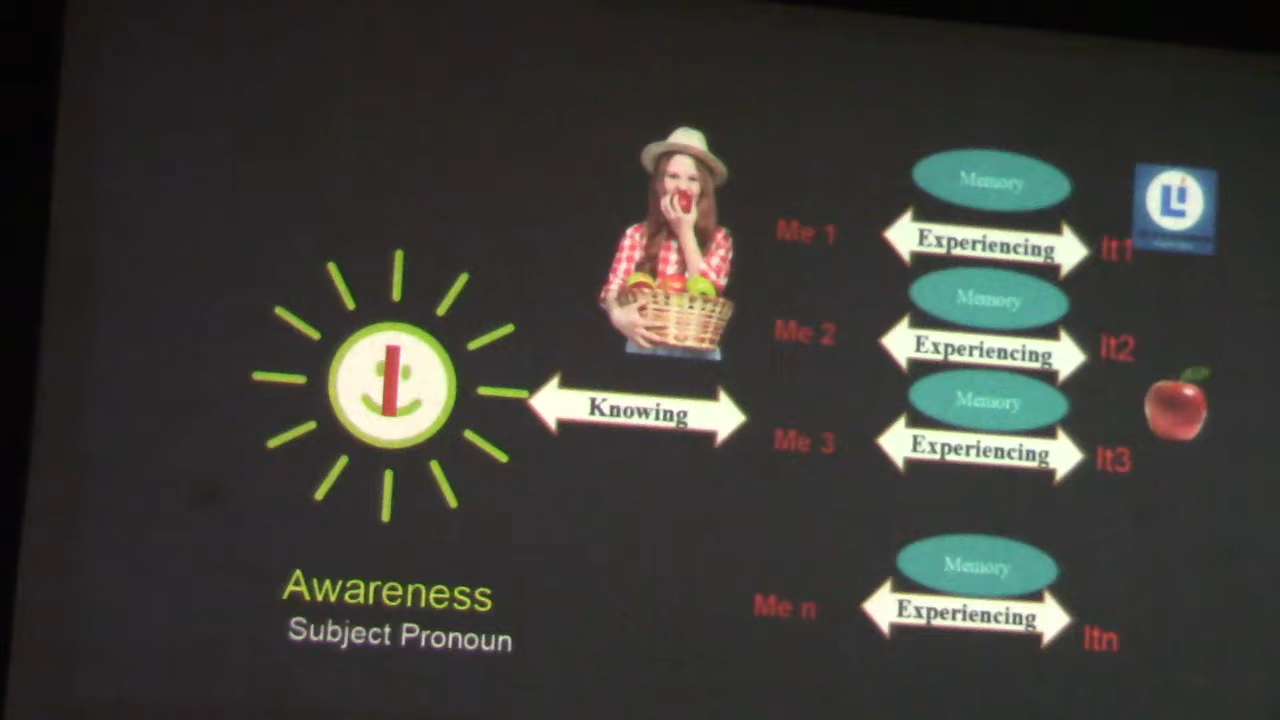 Memory
Me 1
Experiencing
It1
Memory
Me 2
Experiencing
It2
Memory
Knowing
Me 3
Experiencing
It3
Memory
Me n
Experiencing
Itn
I
Awareness
Subject Pronoun